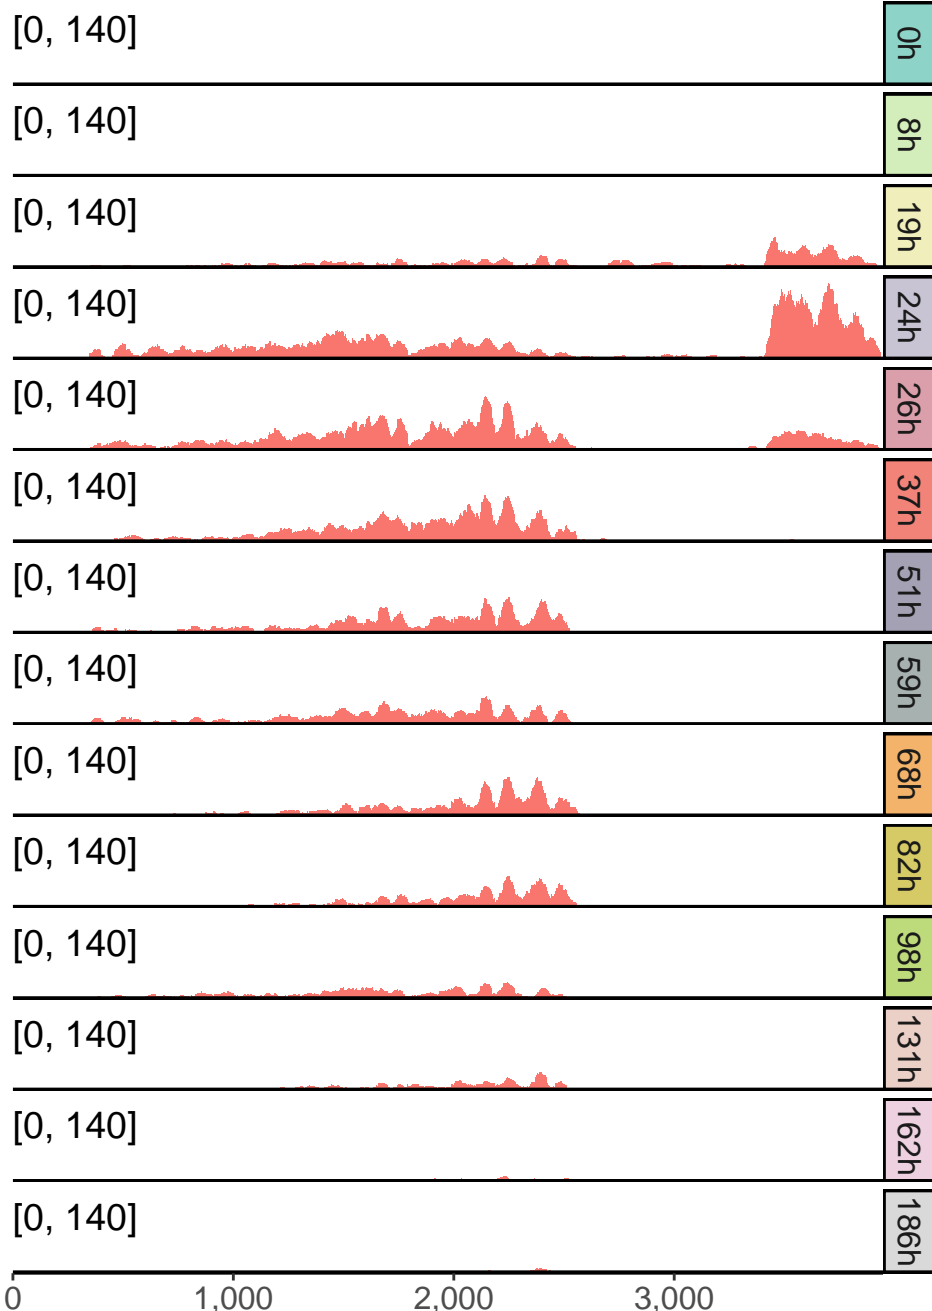 [0, 140]
0h
[0, 140]
8h
[0, 140]
19h
[0, 140]
24h
[0, 140]
26h
[0, 140]
37h
[0, 140]
51h
[0, 140]
59h
[0, 140]
68h
[0, 140]
82h
[0, 140]
98h
[0, 140]
131h
[0, 140]
162h
[0, 140]
186h
0 1,000 2,000 3,000